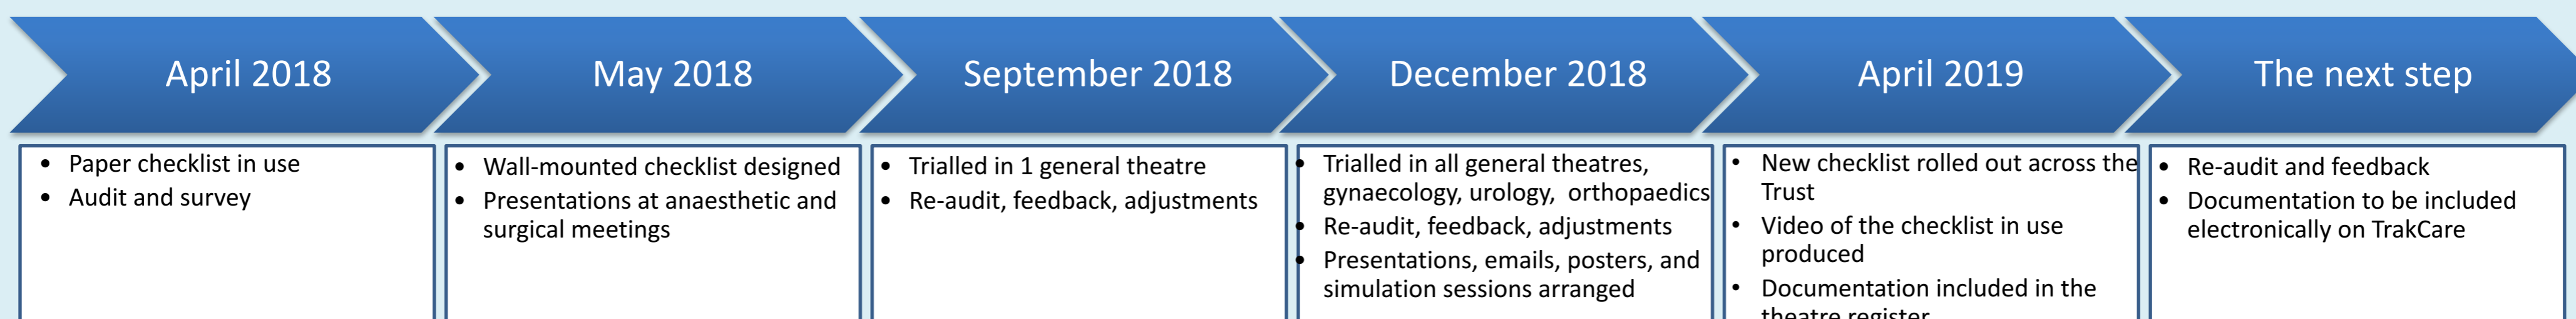 April 2018
May 2018
September 2018
December 2018
April 2019
The next step
• Paper checklist in use
• Audit and survey
• Wall-mounted checklist designed
• Presentations at anaesthetic and
surgical meetings
• Trialled in 1 general theatre
• Re-audit, feedback, adjustments
• Trialled in all general theatres,
gynaecology, urology, orthopaedics
• Re-audit, feedback, adjustments
• Presentations, emails, posters, and
simulation sessions arranged
• New checklist rolled out across the
Trust
• Video of the checklist in use
produced
• Documentation included in the
theatre register
• Re-audit and feedback
• Documentation to be included
electronically on TrakCare